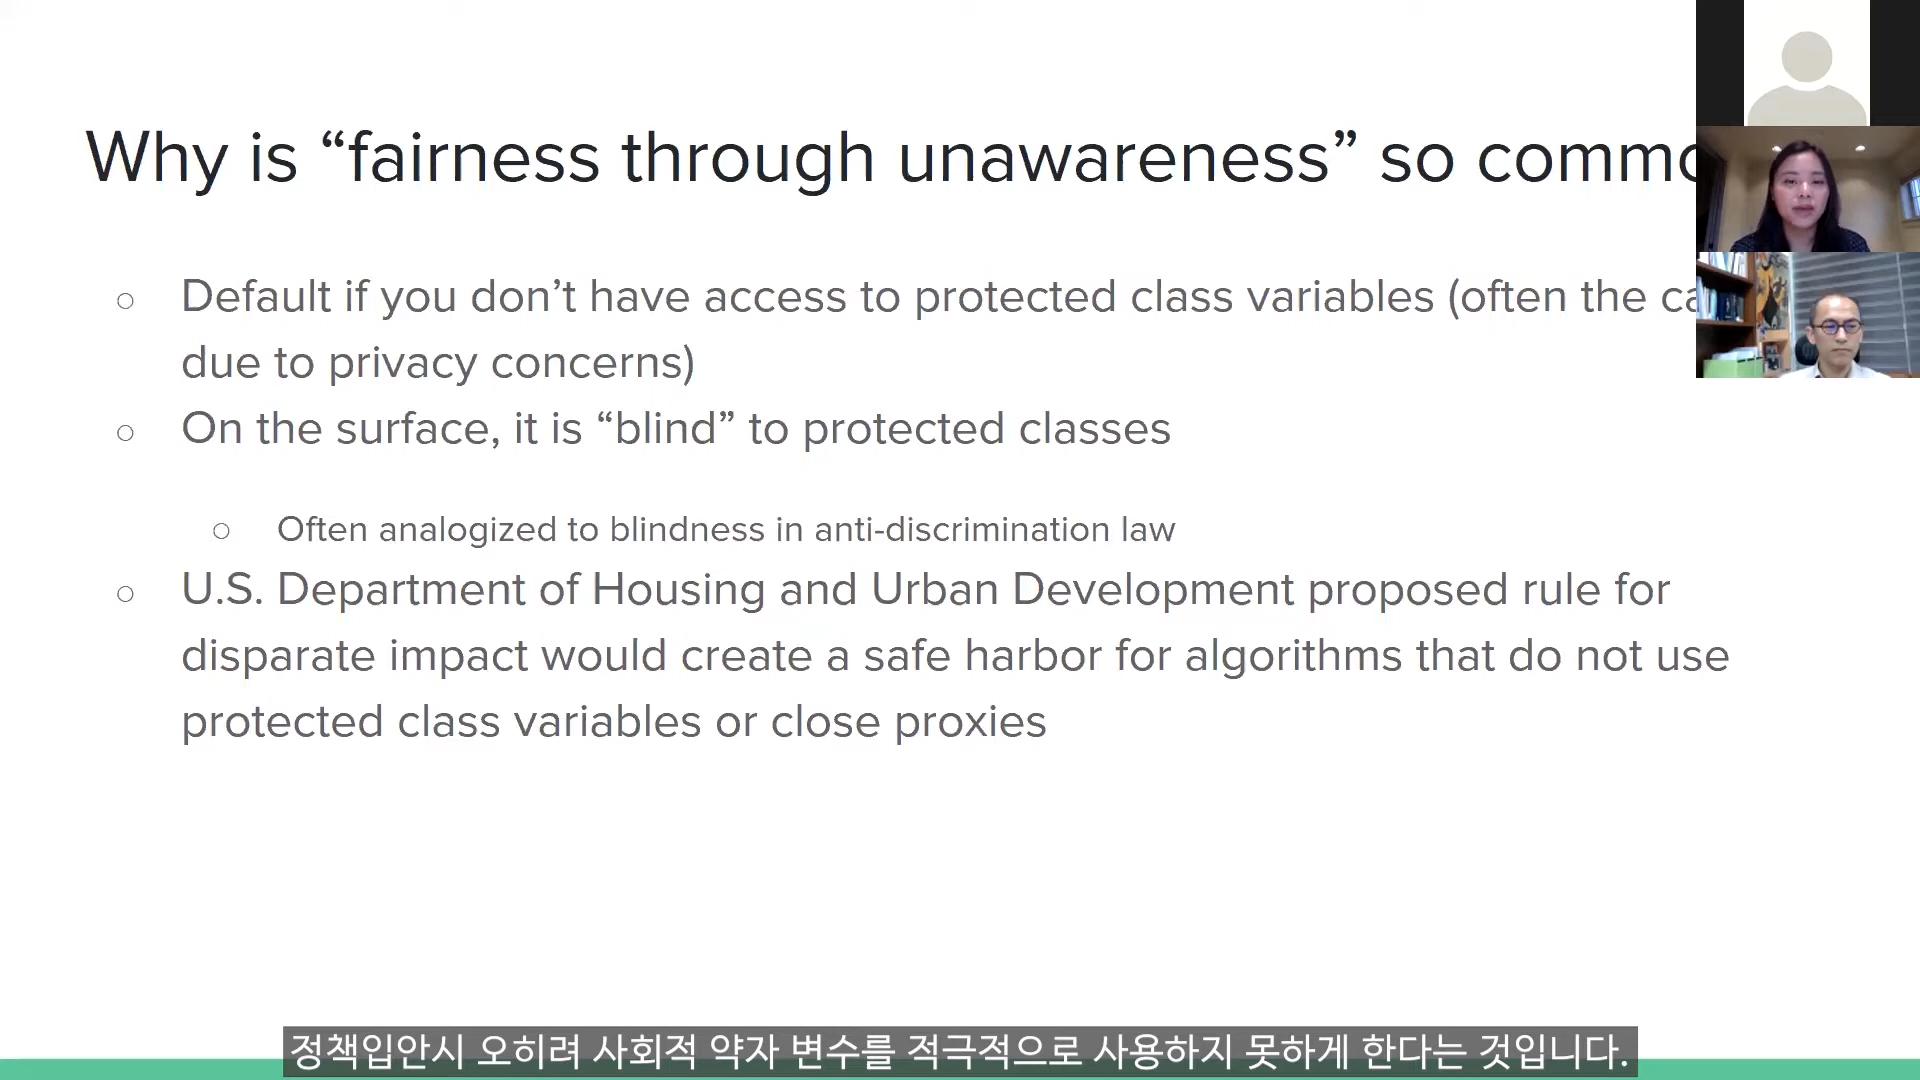 Why is “fairness through unawareness” so
Default if you don’t have access to protected class variables (often the
due to privacy concerns)
On the surface, it is “blind” to protected classes
Often analogized to blindness in anti-discrimination law
U.S. Department of Housing and Urban Development proposed rule for
disparate impact would create a safe harbor for algorithms that do not use
protected class variables or close proxies
정책입안시 오히려 사회적 약자 변수를 적극적으로 사용하지 못하게 한다는 것입니다.